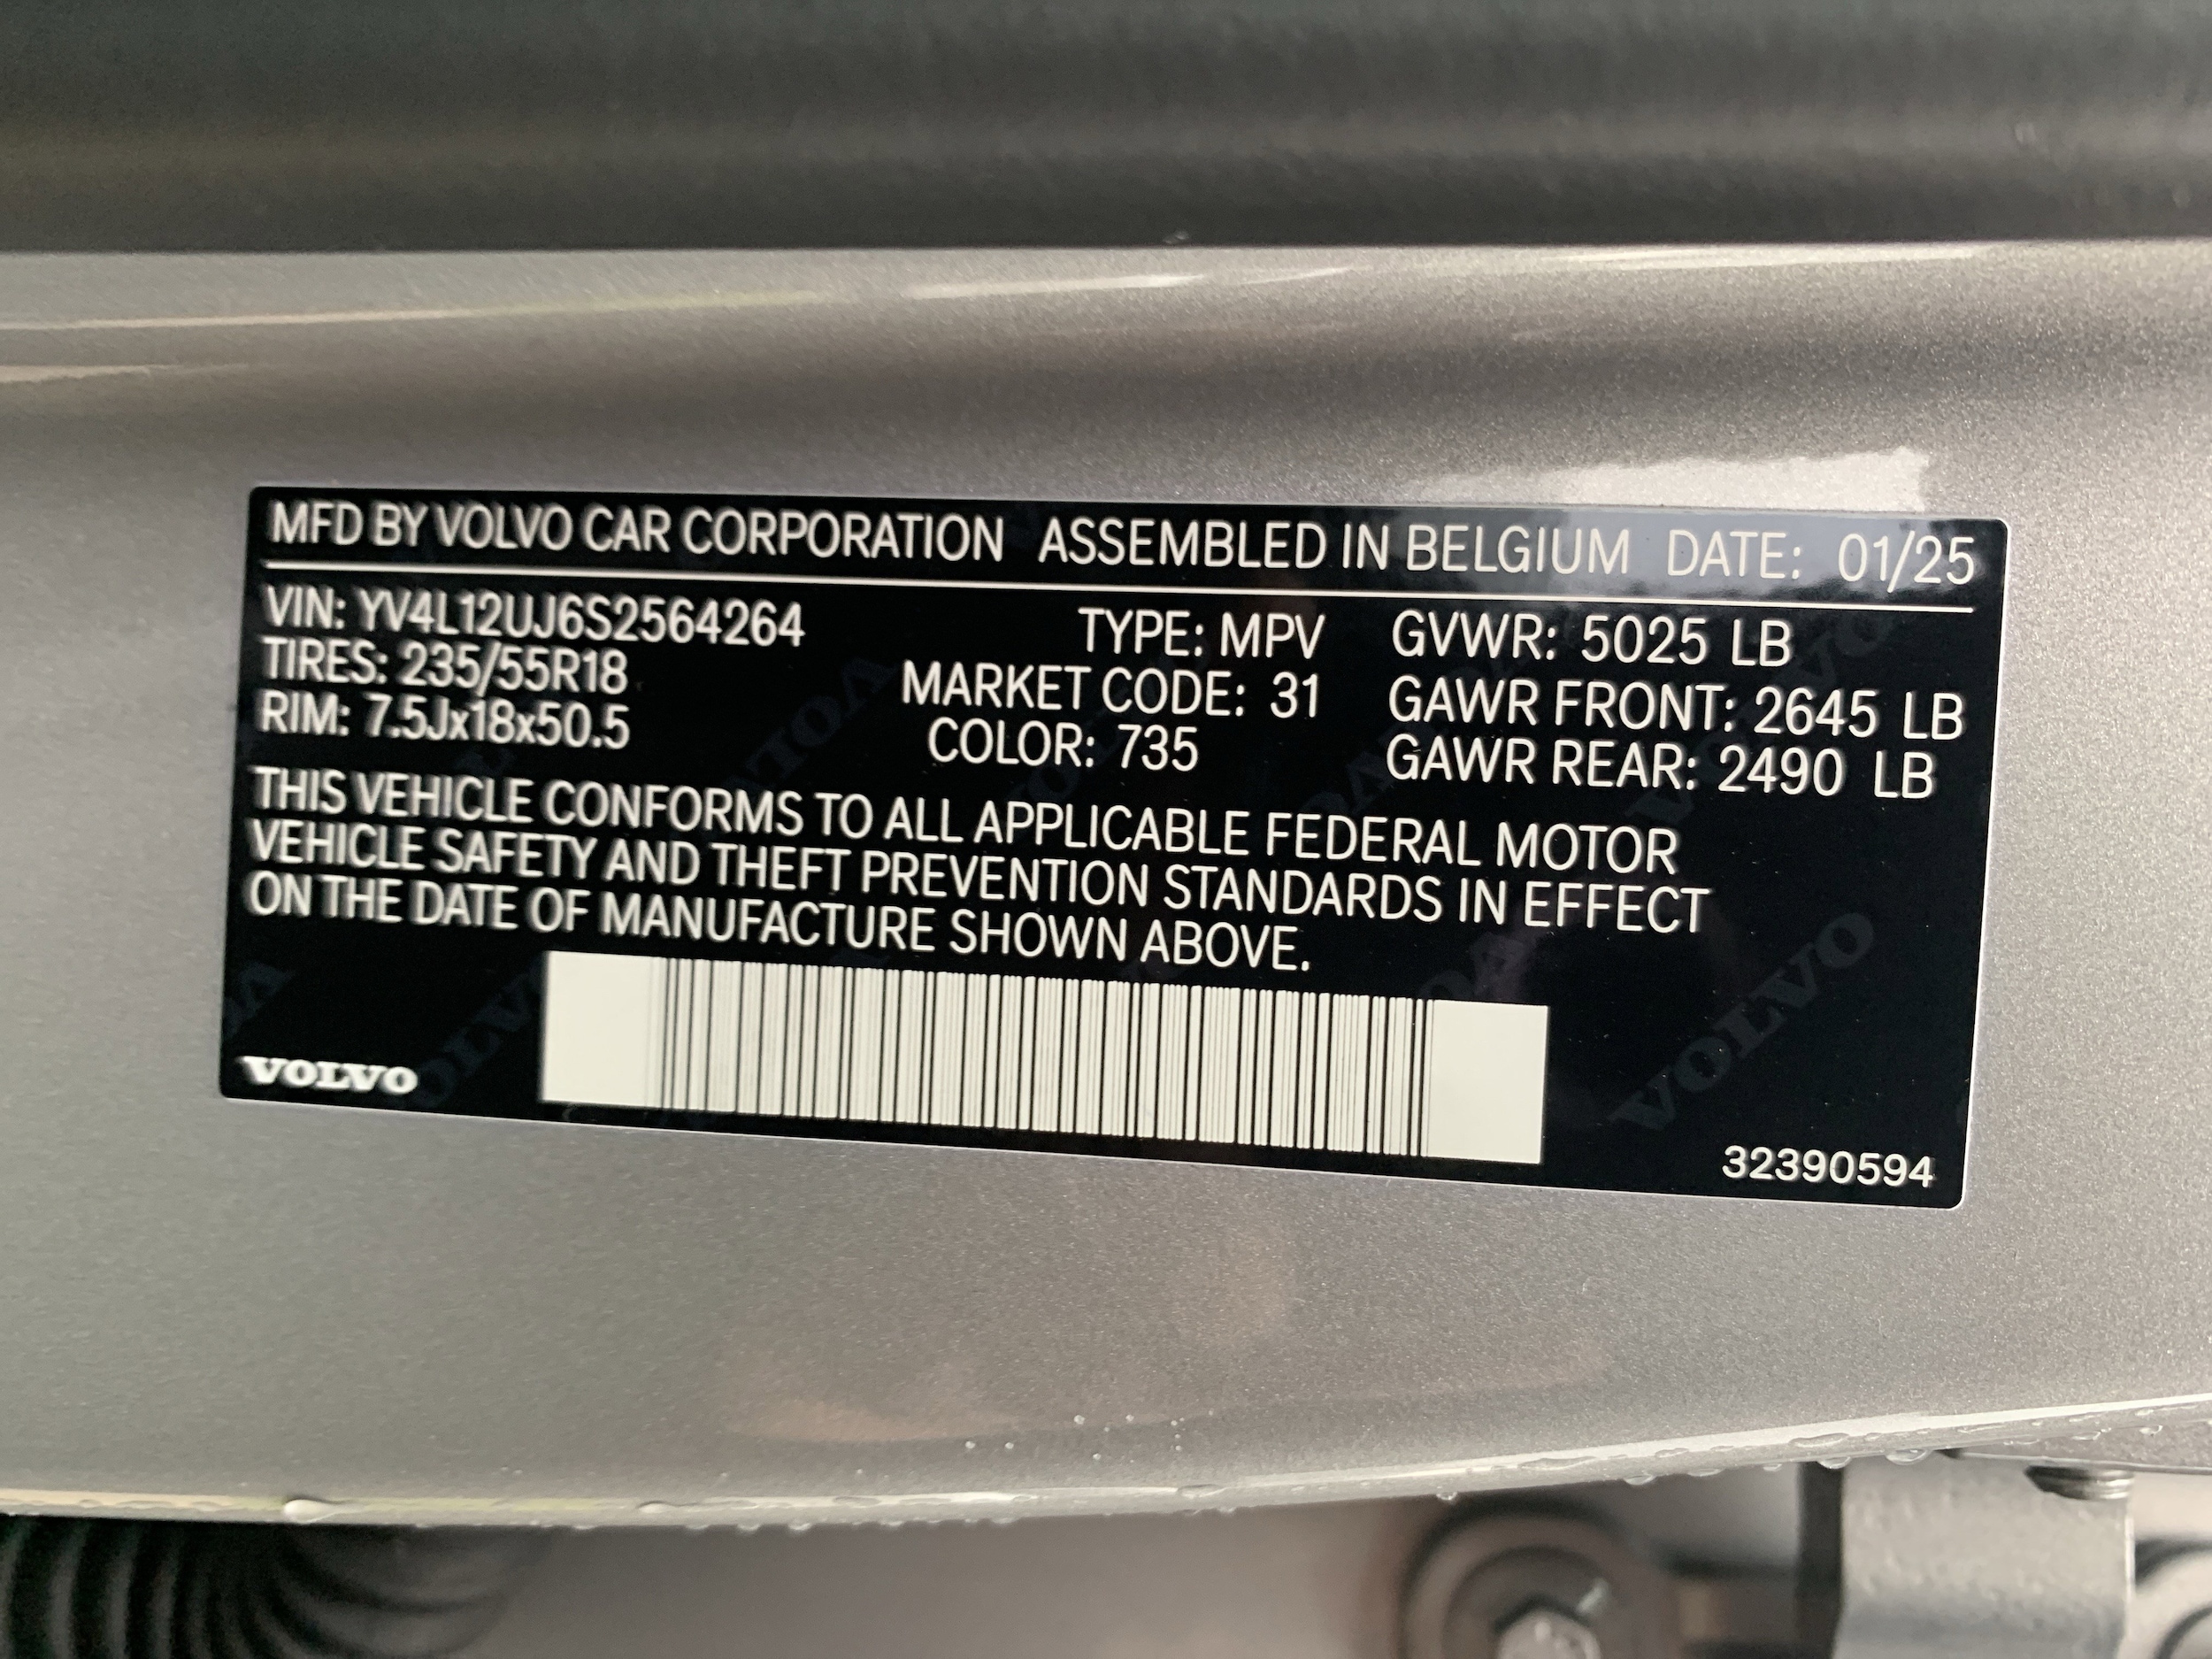 MFD BY VOLVO CAR CORPORATION ASSEMBLED IN BELGIUM DATE: 01/25
VIN: YV4L12UJ6S2564264 TYPE: MPV GVWR: 5025 LB
TIRES: 235/55R18 MARKET CODE: 31 GAWR FRONT: 2645 LB
RIM: 7.5Jx18x50.5 COLOR: 735 GAWR REAR: 2490 LB
THIS VEHICLE CONFORMS TO ALL APPLICABLE FEDERAL MOTOR
VEHICLE SAFETY AND THEFT PREVENTION STANDARDS IN EFFECT
ON THE DATE OF MANUFACTURE SHOWN ABOVE.
VOLVO
32390594